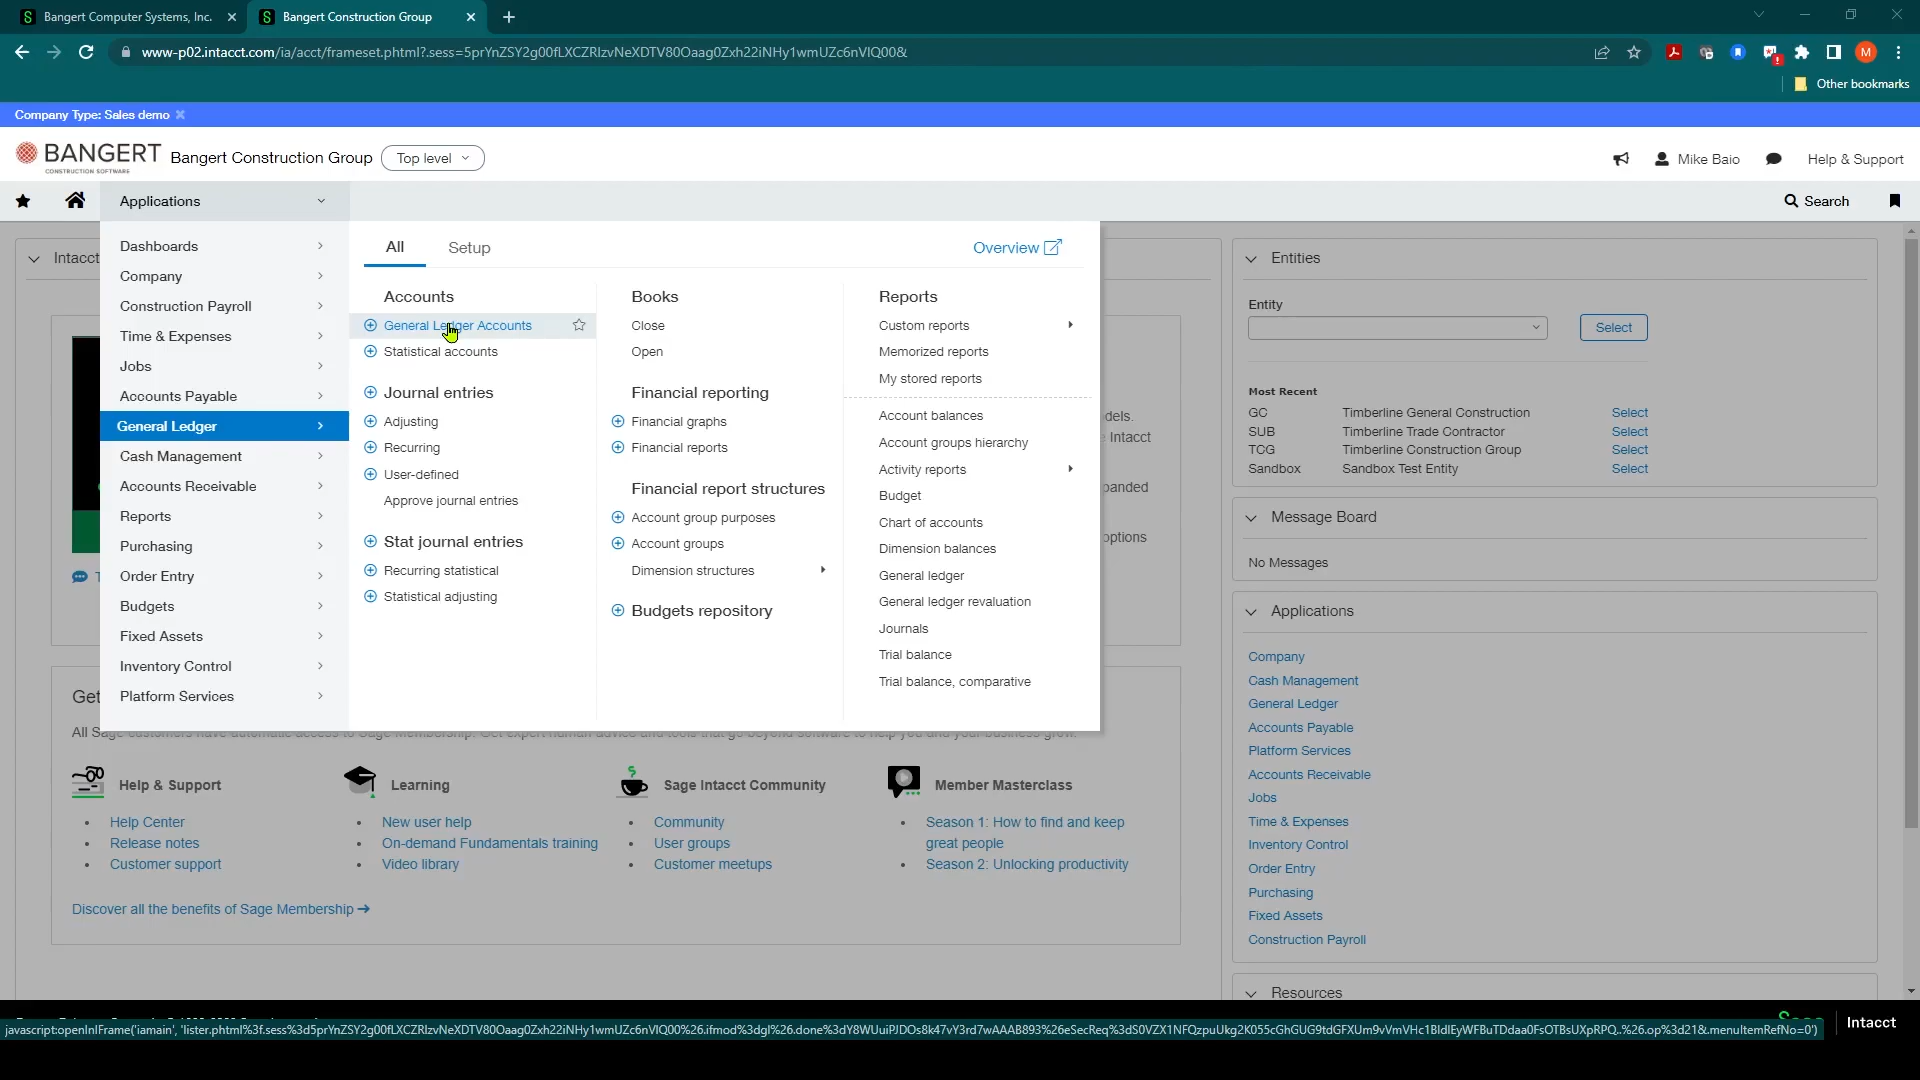 Bangert Computer Systems, Inc.
Bangert Construction Group
www-p02.intacct.com/ia/acct/frameset.phtml?.sess=5prYnZSY2g00fLXCZRIzvNeXDTV80Oaag0Zxh22iNHy1wmUZc6nVIQ00&
M
Other bookmarks
Company Type: Sales demo
BANGERT
CONSTRUCTION SOFTWARE
Bangert Construction Group
Top level
Mike Baio
Help & Support
Applications
Search
Dashboards
Company
Construction Payroll
Time & Expenses
Jobs
Accounts Payable
General Ledger
Cash Management
Accounts Receivable
Reports
Purchasing
Order Entry
Budgets
Fixed Assets
Inventory Control
Platform Services
All
Setup
Overview
Accounts
General Ledger Accounts
Statistical accounts
Journal entries
Adjusting
Recurring
User-defined
Approve journal entries
Stat journal entries
Recurring statistical
Statistical adjusting
Books
Close
Open
Financial reporting
Financial graphs
Financial reports
Financial report structures
Account group purposes
Account groups
Dimension structures
Budgets repository
Reports
Custom reports
Memorized reports
My stored reports
Account balances
Account groups hierarchy
Activity reports
Budget
Chart of accounts
Dimension balances
General ledger
General ledger revaluation
Journals
Trial balance
Trial balance, comparative
Intacct
dels.
Intacct
panded
options
Get
Help & Support
Help Center
Release notes
Customer support
Learning
New user help
On-demand Fundamentals training
Video library
Sage Intacct Community
Community
User groups
Customer meetups
Member Masterclass
Season 1: How to find and keep
great people
Season 2: Unlocking productivity
Discover all the benefits of Sage Membership
Entities
Entity
Select
Most Recent
GC Timberline General Construction Select
SUB Timberline Trade Contractor Select
TCG Timberline Construction Group Select
Sandbox Sandbox Test Entity Select
Message Board
No Messages
Applications
Company
Cash Management
General Ledger
Accounts Payable
Platform Services
Accounts Receivable
Jobs
Time & Expenses
Inventory Control
Order Entry
Purchasing
Fixed Assets
Construction Payroll
Resources
Intacct